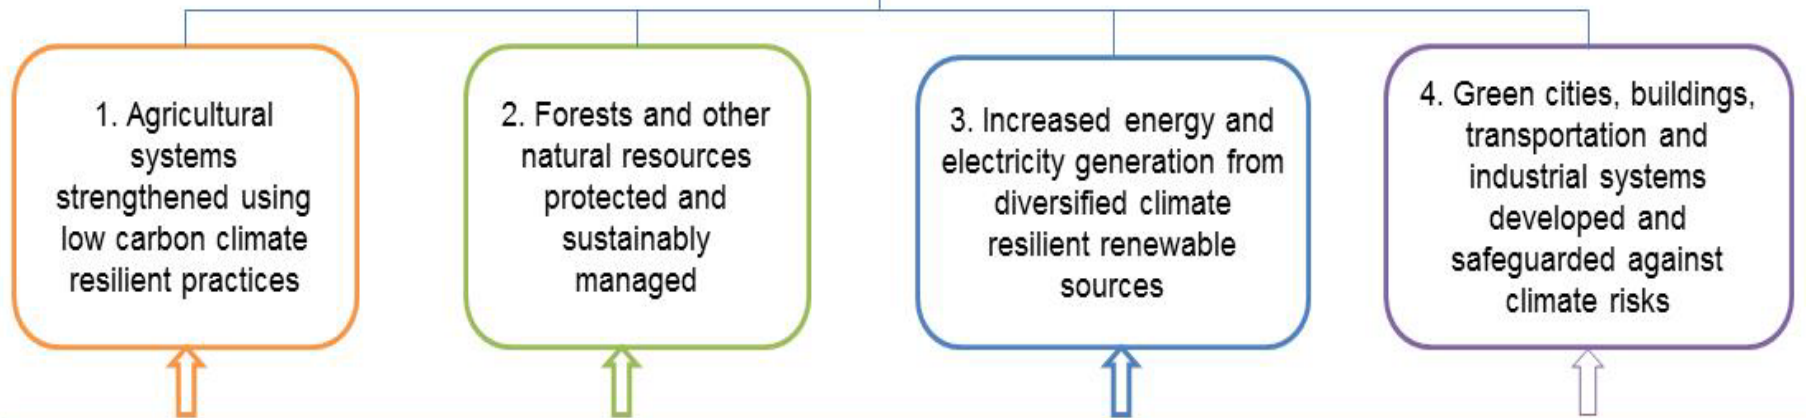 1. Agricultural
systems
strengthened using
low carbon climate
resilient practices
2. Forests and other
natural resources
protected and
sustainably
managed
3. Increased energy and
electricity generation from
diversified climate
resilient renewable
sources
4. Green cities, buildings,
transportation and
industrial systems
developed and
safeguarded against
climate risks